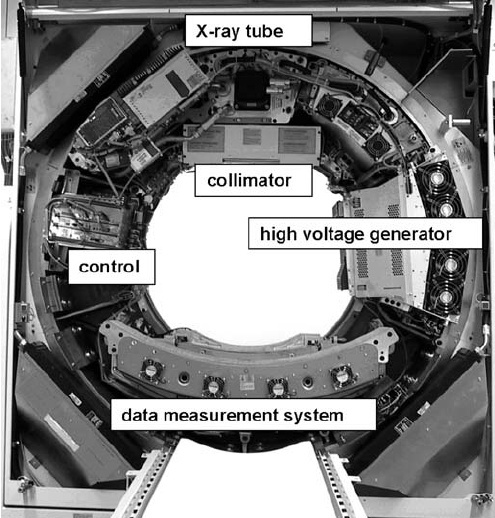 X-ray tube
collimator
high voltage generator
control
data measurement system